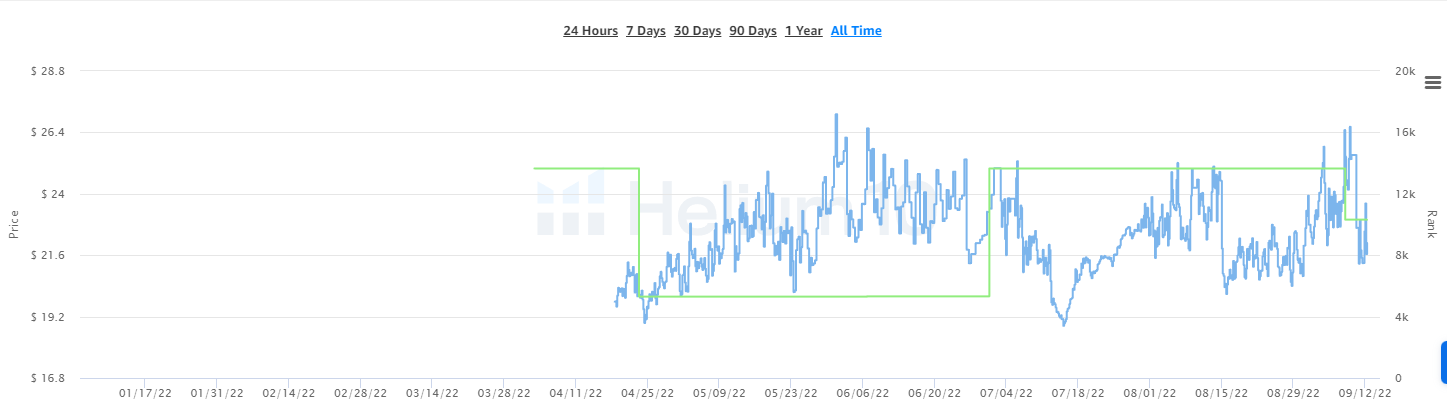 24 Hours 7 Days 30 Days 90 Days 1 Year All Time
$ 28.8 20k
$ 26.4 16k
$ 24 12k
$ 21.6 8k
$ 19.2 4k
$ 16.8 0
Price
Rank
Helium 10
01/17/22 01/31/22 02/14/22 02/28/22 03/14/22 03/28/22 04/11/22 04/25/22 05/09/22 05/23/22 06/06/22 06/20/22 07/04/22 07/18/22 08/01/22 08/15/22 08/29/22 09/12/22